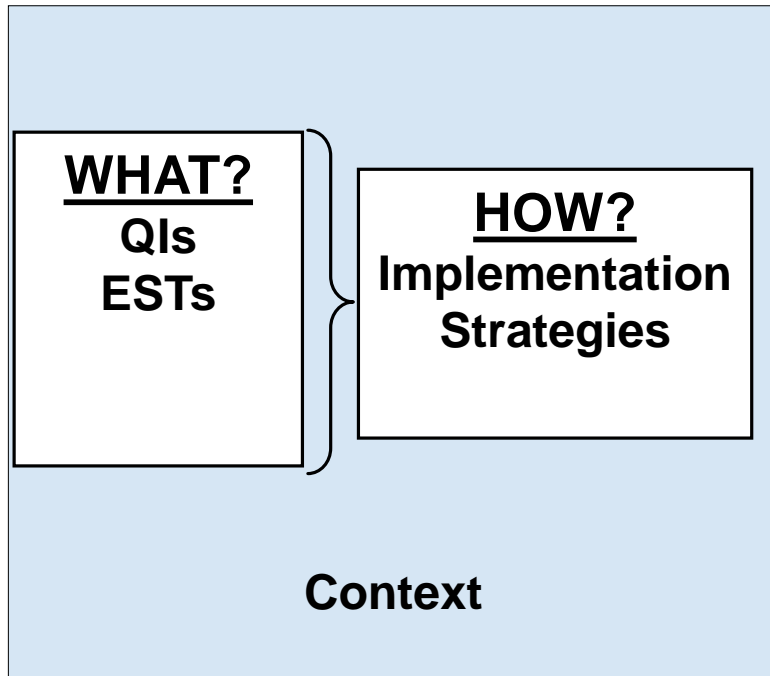 WHAT?
QIs
ESTs
HOW?
Implementation
Strategies
Context